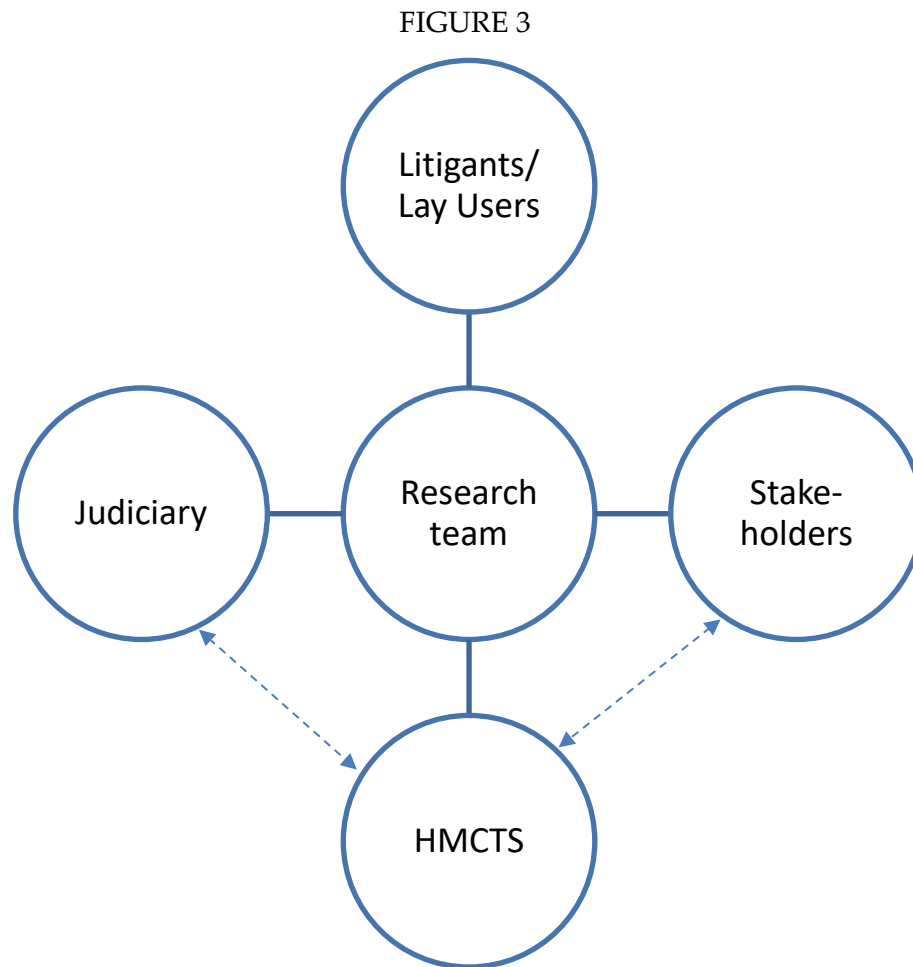 FIGURE 3
Litigants/
Lay Users
Judiciary
Research
team
Stake-
holders
HMCTS